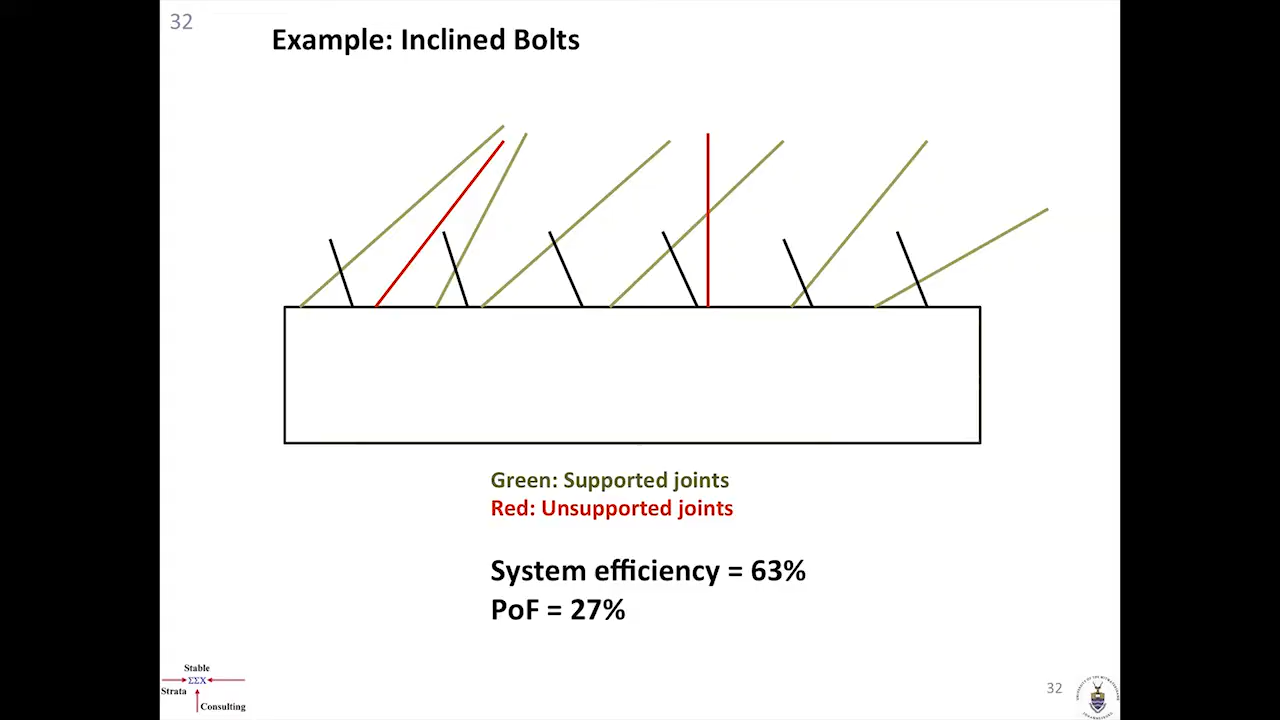 32
Example: Inclined Bolts
Green: Supported joints
Red: Unsupported joints
System efficiency = 63%
PoF = 27%
Stable
ΣΣX
Strata
Consulting
32